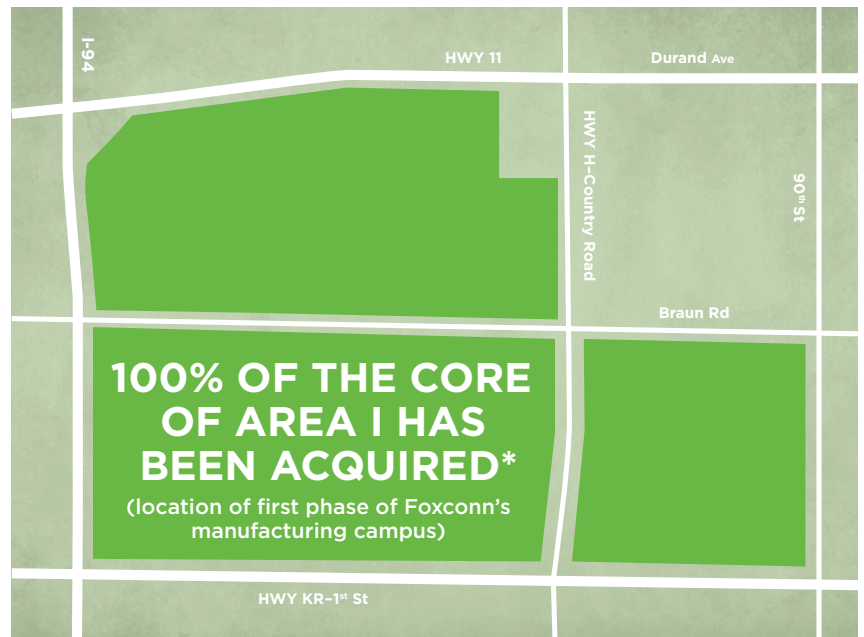 I-94
HWY 11
Durand Ave
HWY H-Country Road
90th St
Braun Rd
100% OF THE CORE
OF AREA I HAS
BEEN ACQUIRED*
(location of first phase of Foxconn’s
manufacturing campus)
HWY KR–1st St